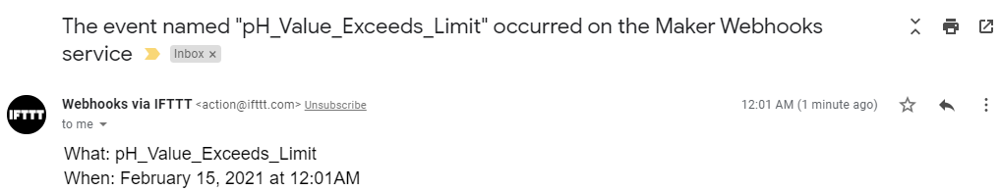 The event named "pH_Value_Exceeds_Limit" occurred on the Maker Webhooks
service Inbox ×
IFTTT Webhooks via IFTTT <action@ifttt.com> Unsubscribe 12:01 AM (1 minute ago)
to me
What: pH_Value_Exceeds_Limit
When: February 15, 2021 at 12:01AM